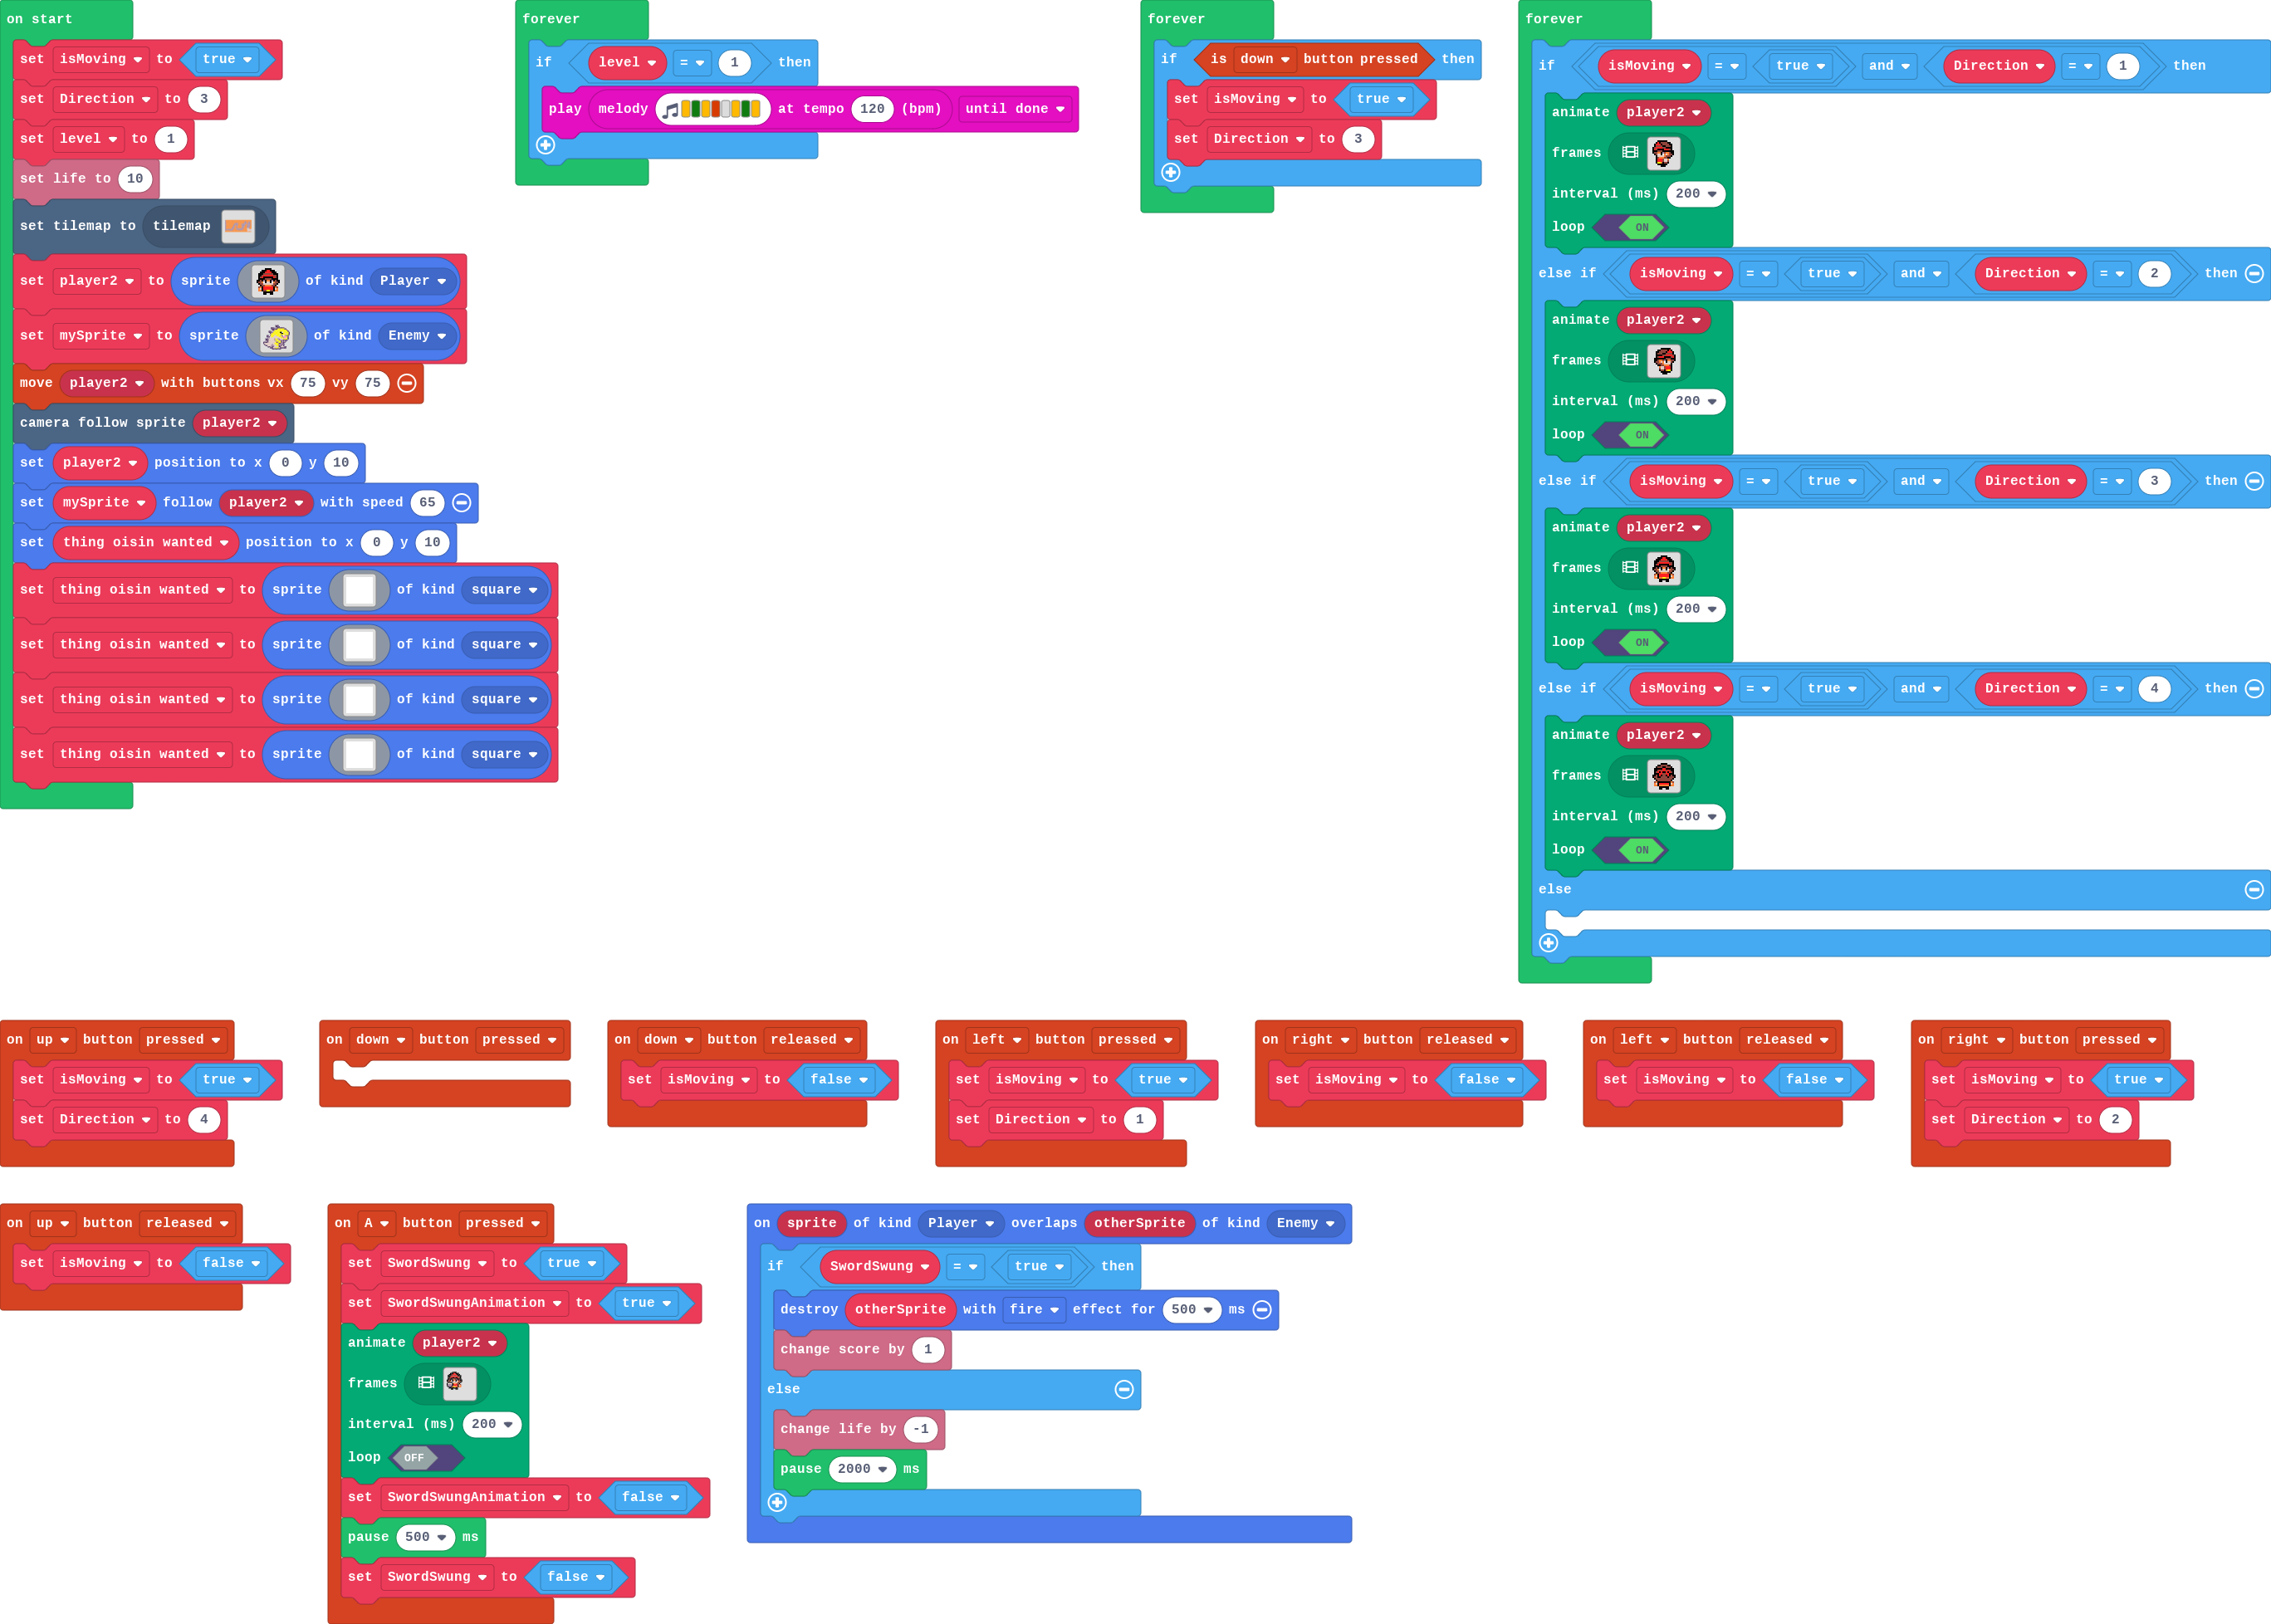 on start
set isMoving to true
set Direction to 3
set level to 1
set life to 10
set tilemap to tilemap
set player2 to sprite of kind Player
set mySprite to sprite of kind Enemy
move player2 with buttons vx 75 vy 75
camera follow sprite player2
set player2 position to x 0 y 10
set mySprite follow player2 with speed 65
set thing oisin wanted position to x 0 y 10
set thing oisin wanted to sprite of kind square
set thing oisin wanted to sprite of kind square
set thing oisin wanted to sprite of kind square
set thing oisin wanted to sprite of kind square
forever
if level = 1 then
play melody at tempo 120 (bpm) until done
forever
if is down button pressed then
set isMoving to true
set Direction to 3
forever
if isMoving = true and Direction = 1 then
animate player2
frames
interval (ms) 200
loop ON
else if isMoving = true and Direction = 2 then
animate player2
frames
interval (ms) 200
loop ON
else if isMoving = true and Direction = 3 then
animate player2
frames
interval (ms) 200
loop ON
else if isMoving = true and Direction = 4 then
animate player2
frames
interval (ms) 200
loop ON
else
on up button pressed
set isMoving to true
set Direction to 4
on down button pressed
on down button released
set isMoving to false
on left button pressed
set isMoving to true
set Direction to 1
on right button released
set isMoving to false
on left button released
set isMoving to false
on right button pressed
set isMoving to true
set Direction to 2
on up button released
set isMoving to false
on A button pressed
set SwordSwung to true
set SwordSwungAnimation to true
animate player2
frames
interval (ms) 200
loop OFF
set SwordSwungAnimation to false
pause 500 ms
set SwordSwung to false
on sprite of kind Player overlaps otherSprite of kind Enemy
if SwordSwung = true then
destroy otherSprite with fire effect for 500 ms
change score by 1
else
change life by -1
pause 2000 ms